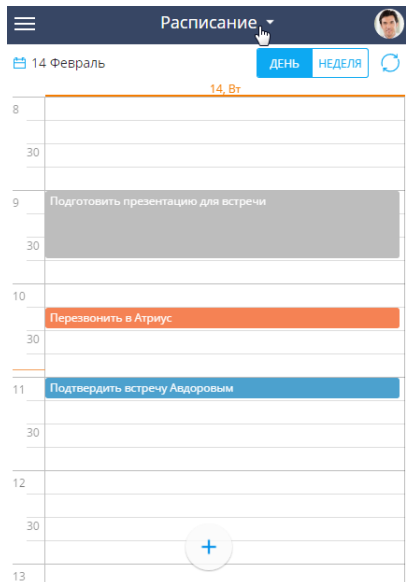 Расписание
14 Февраль
ДЕНЬ
НЕДЕЛЯ
14, Вт
8
30
9
Подготовить презентацию для встречи
30
10
Перезвонить в Атриус
30
11
Подтвердить встречу Авдоровым
30
12
30
+
13